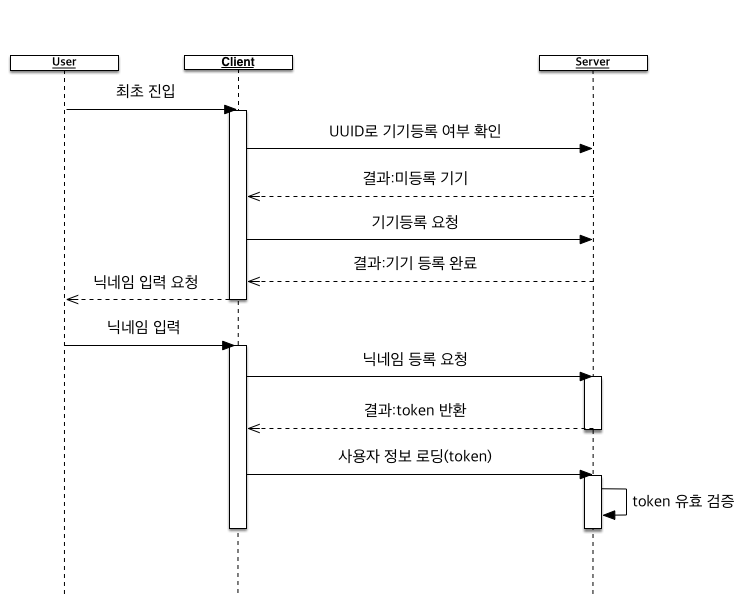 User
Client
Server
최초 진입
UUID로 기기등록 여부 확인
결과:미등록 기기
기기등록 요청
결과:기기 등록 완료
닉네임 입력 요청
닉네임 입력
닉네임 등록 요청
결과:token 반환
사용자 정보 로딩(token)
token 유효 검증